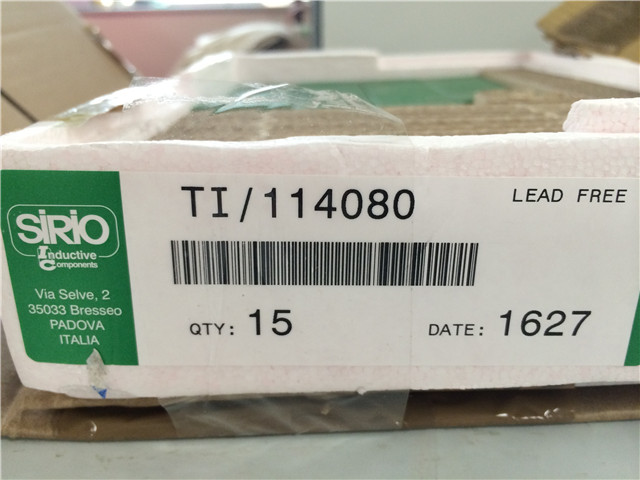 TI/114080
LEAD FREE
SIRIO
Inductive
Components
Via Selve, 2
35033 Bresseo
PADOVA
ITALIA
QTY: 15
DATE: 1627